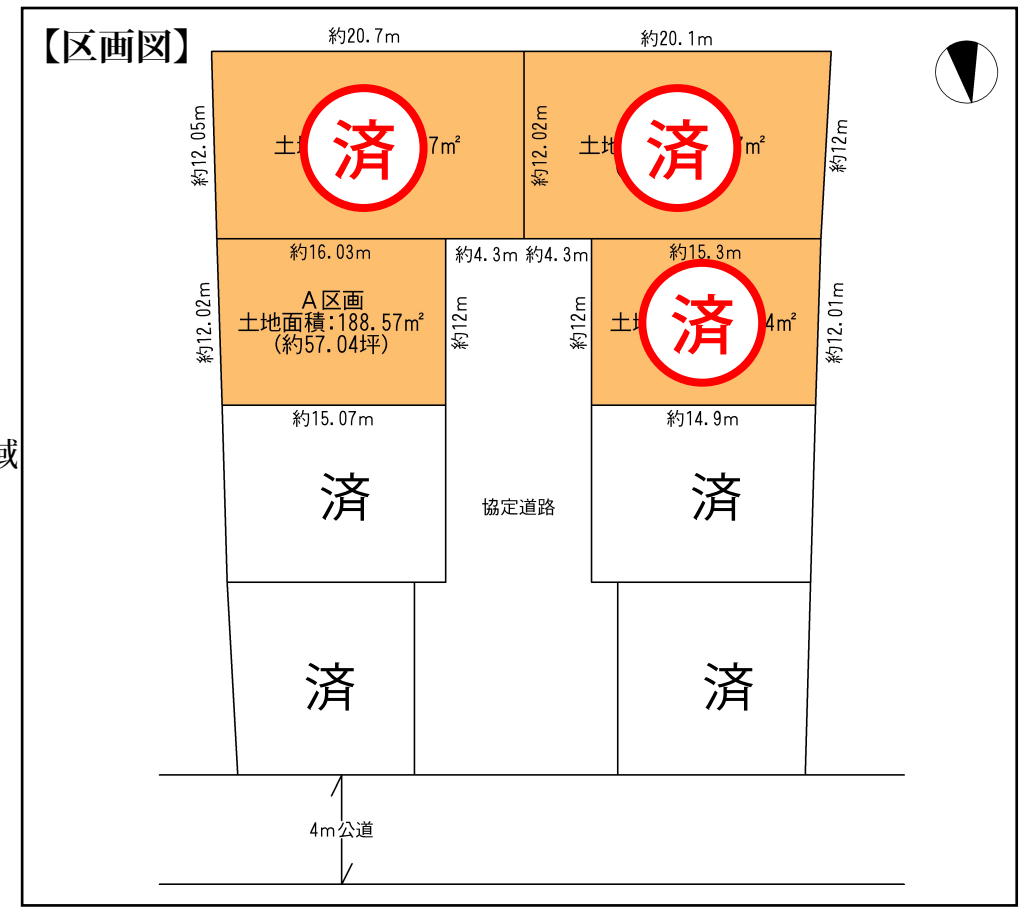 【区画図】
約20.7m
約20.1m
約12.05m
土
済
7㎡
約12.02m
土地
済
㎡
約12m
約16.03m
約4.3m
約4.3m
約15.3m
約12.02m
A区画
土地面積:188.57㎡
(約57.04坪)
約12m
約12m
土
済
4㎡
約12.01m
約15.07m
約14.9m
域
済
済
協定道路
済
済
4m公道